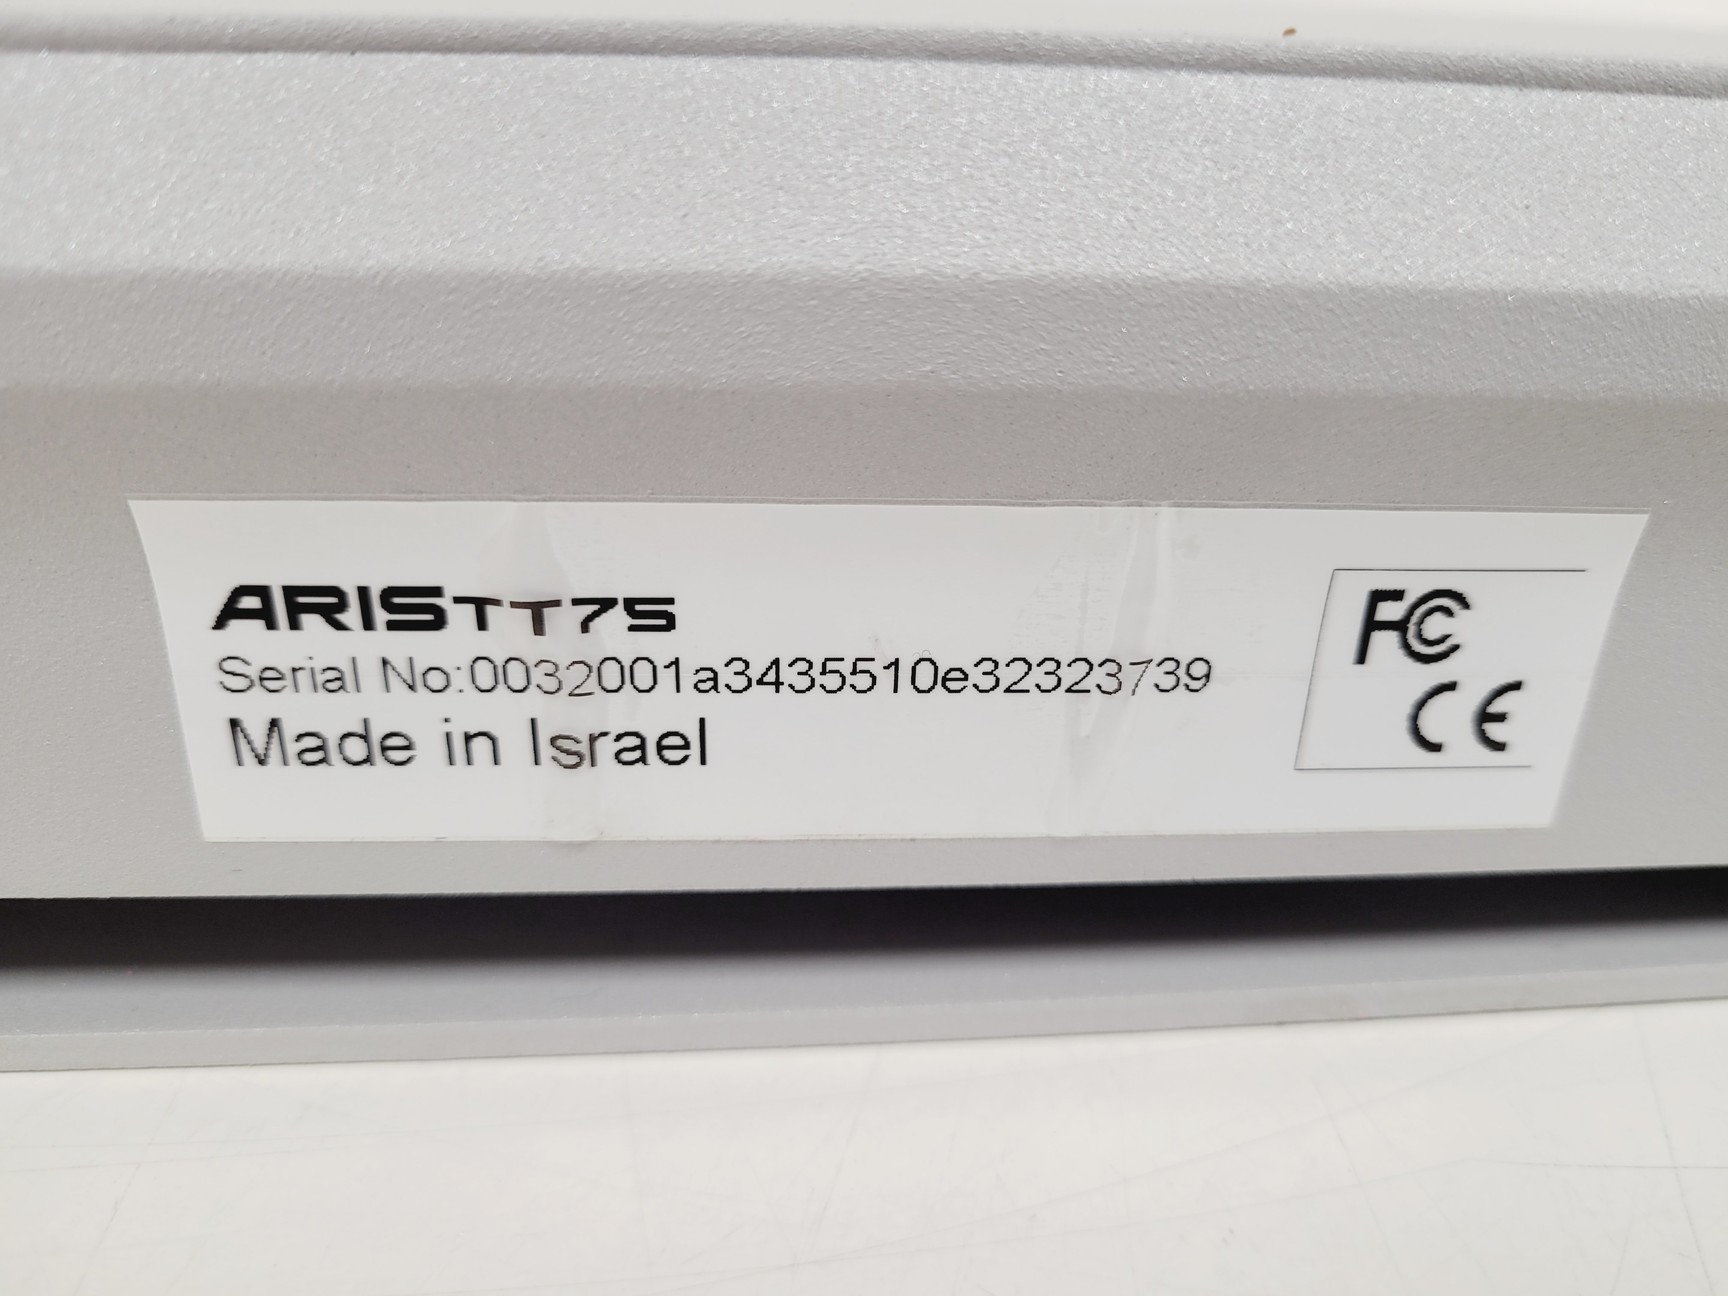 ARISTT75
Serial No:0032001a3435510e32323739
Made in Israel
FC
CE